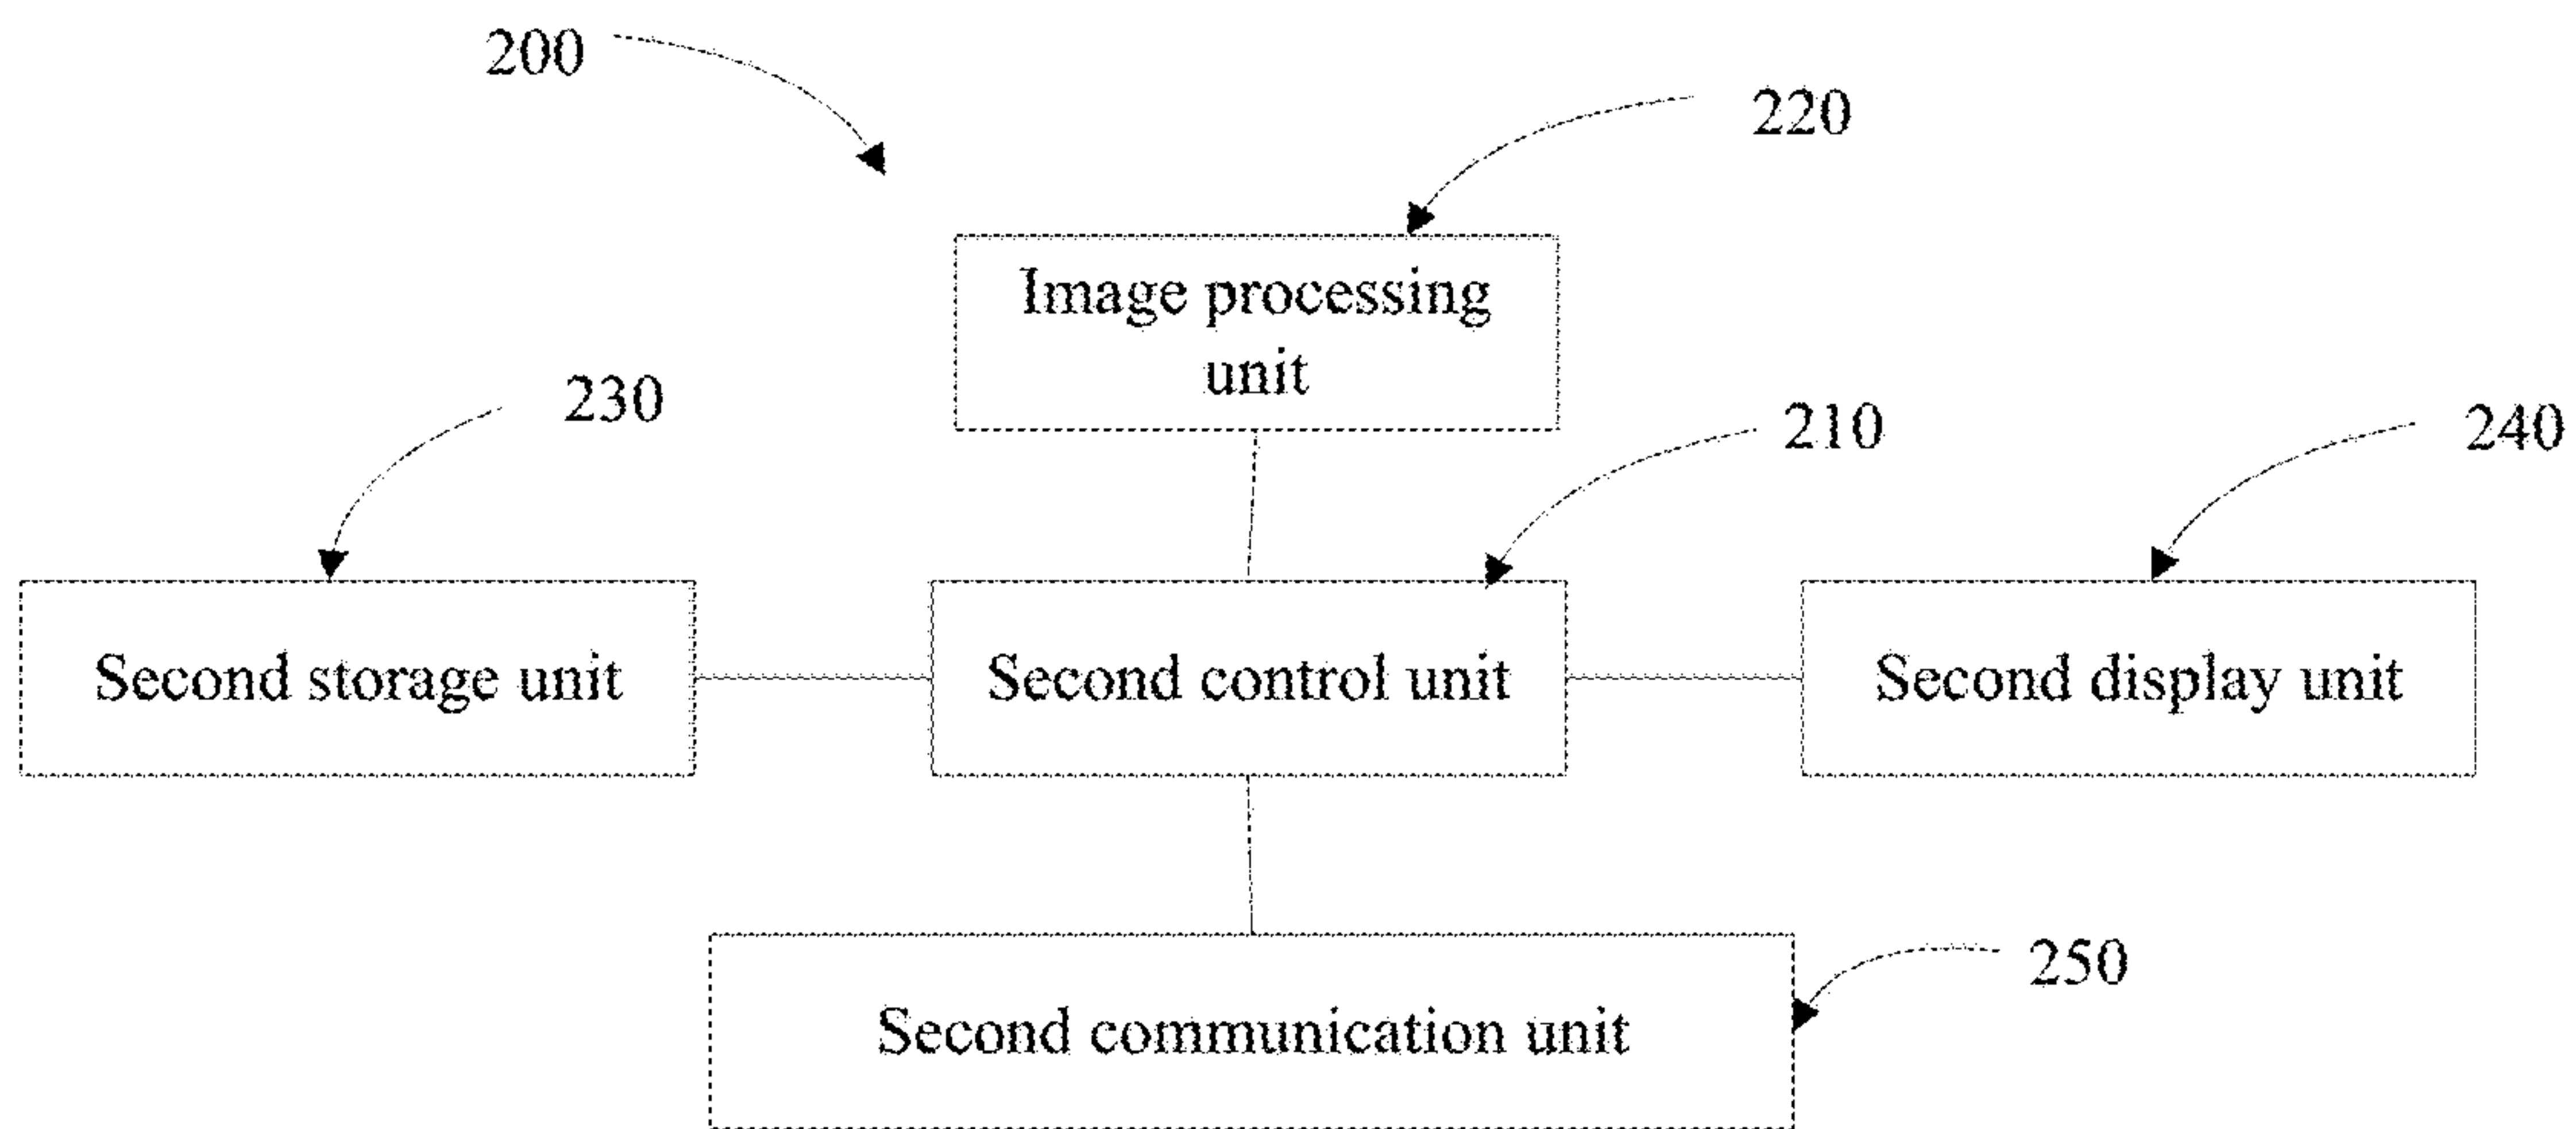 200
220
Image processing
unit
230
210
240
Second storage unit
Second control unit
Second display unit
250
Second communication unit